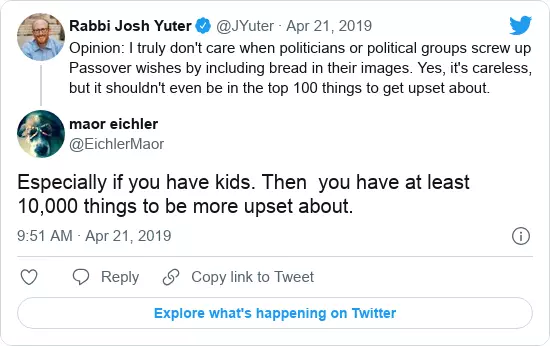 Rabbi Josh Yuter @JYuter · Apr 21, 2019
Opinion: I truly don't care when politicians or political groups screw up
Passover wishes by including bread in their images. Yes, it's careless,
but it shouldn't even be in the top 100 things to get upset about.
maor eichler
@EichlerMaor
Especially if you have kids. Then  you have at least
10,000 things to be more upset about.
9:51 AM · Apr 21, 2019
Reply Copy link to Tweet
Explore what's happening on Twitter